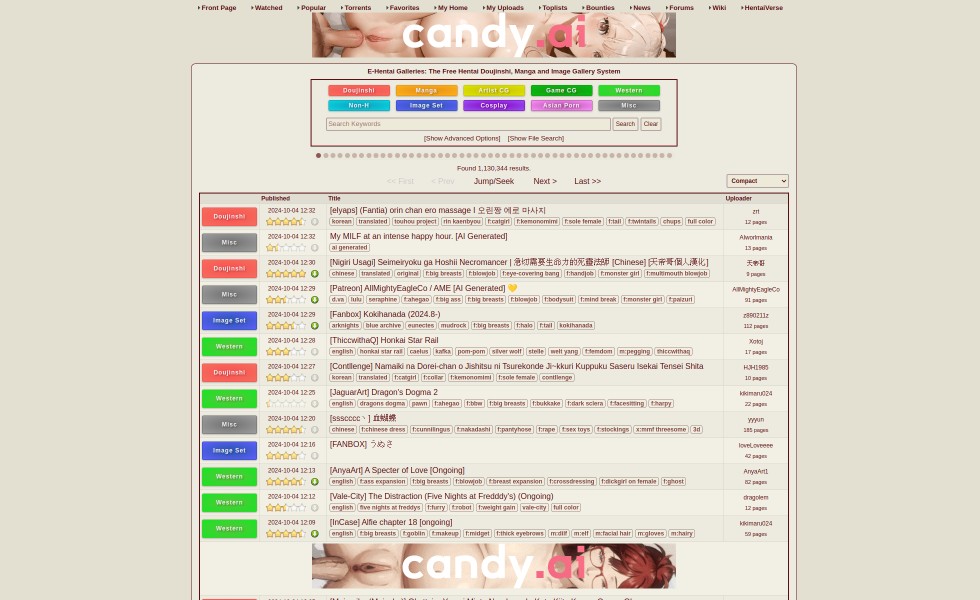 Front Page Watched Popular Torrents Favorites My Home My Uploads Toplists Bounties News Forums Wiki HentaiVerse
candy.ai
E-Hentai Galleries: The Free Hentai Doujinshi, Manga and Image Gallery System
Doujinshi Manga Artist CG Game CG Western
Non-H Image Set Cosplay Asian Porn Misc
Search Keywords Search Clear
[Show Advanced Options] [Show File Search]
Found 1,130,344 results.
<< First < Prev Jump/Seek Next > Last >> Compact
Published Title Uploader
Doujinshi 2024-10-04 12:32 [elyaps] (Fantia) orin chan ero massage I 오린짱 에로 마사지 zrt
korean translated touhou project rin kaenbyou f:catgirl f:kemonomimi f:sole female f:tail f:twintails chups full color 12 pages
Misc 2024-10-04 12:32 My MILF at an intense happy hour. [AI Generated]
ai generated 13 pages
Doujinshi 2024-10-04 12:30 [Nigiri Usagi] Seimeiryoku ga Hoshii Necromancer | 急切需要生命力的死靈法師 [Chinese] [天帝哥個人漢化] 天帝哥
chinese translated original f:big breasts f:blowjob f:eye-covering bang f:handjob f:monster girl f:multimouth blowjob 9 pages
Misc 2024-10-04 12:29 [Patreon] AllMightyEagleCo / AME [AI Generated] 💛 AllMightyEagleCo
d.va lulu seraphine f:ahegao f:big ass f:big breasts f:blowjob f:bodysuit f:mind break f:monster girl f:paizuri 91 pages
Image Set 2024-10-04 12:29 [Fanbox] Kokihanada (2024.8-) z890211z
arknights blue archive eunectes mudrock f:big breasts f:halo f:tail kokihanada 112 pages
Western 2024-10-04 12:28 [ThiccwithaQ] Honkai Star Rail Xotoj
english honkai star rail caelus kafka pom-pom silver wolf stelle welt yang f:femdom m:pegging thiccwithaq 17 pages
Doujinshi 2024-10-04 12:27 [Contllenge] Kemomimi na Dorei-chan o Jishitsu ni Tsurekonde Ji~kkuri Kuppuku Saseru Isekai Tensei Shita HJH1985
korean translated f:catgirl f:collar f:kemonomimi f:sole female contlenge 10 pages
Western 2024-10-04 12:25 [JaguarArt] Dragon's Dogma 2 kikimaru024
english dragons dogma pawn f:ahegao f:bbw f:big breasts f:bukkake f:dark sclera f:facesitting f:harpy 22 pages
Misc 2024-10-04 12:20 [ssscccc丶] 血蝴蝶 yyyun
chinese f:chinese dress f:cunnilingus f:nakadashi f:pantyhose f:rape f:sex toys f:stockings x:mmf threesome 3d 185 pages
Image Set 2024-10-04 12:16 [FANBOX] うぬさ loveLoveeee
42 pages
Western 2024-10-04 12:13 [AnyaArt] A Specter of Love [Ongoing] AnyaArt1
english f:ass expansion f:big breasts f:blowjob f:breast expansion f:crossdressing f:dickgirl on female f:ghost 82 pages
Western 2024-10-04 12:12 [Vale-City] The Distraction (Five Nights at Fredddy's) (Ongoing) dragolem
english five nights at freddys f:furry f:robot f:weight gain vale-city full color 12 pages
Western 2024-10-04 12:09 [InCase] Alfie chapter 18 [ongoing] kikimaru024
english f:big breasts f:goblin f:makeup f:midget f:thick eyebrows m:dilf m:elf m:facial hair m:gloves m:hairy 59 pages
candy.ai